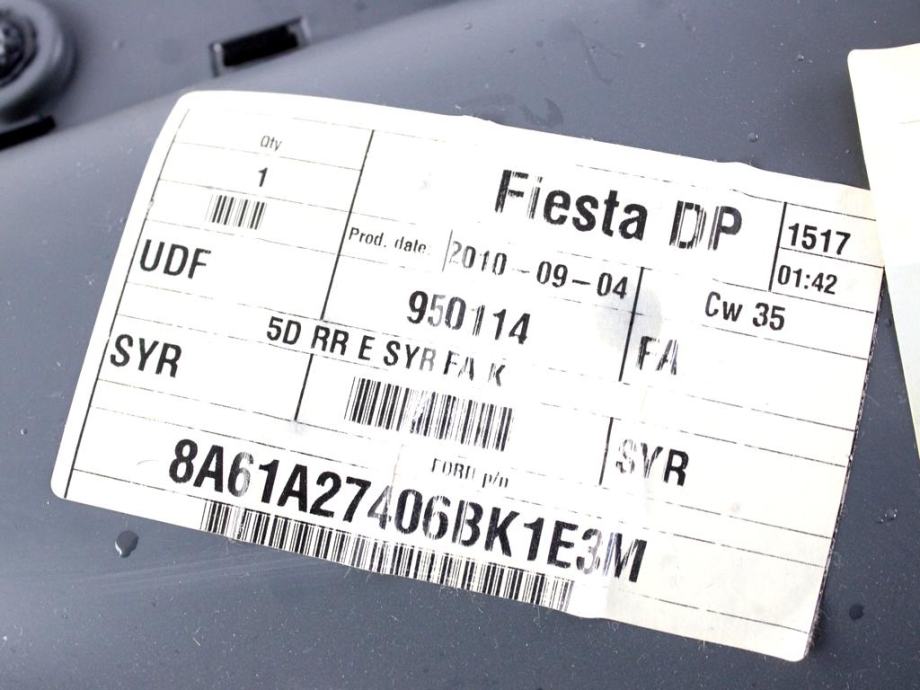 Qty
1
Fiesta DP
1517
01:42
UDF
Prod. date
2010-09-04
Cw 35
950114
FA
5D RR E SYR FA K
SYR
SYR
FORD p/n
8A61A27406BK1E3M